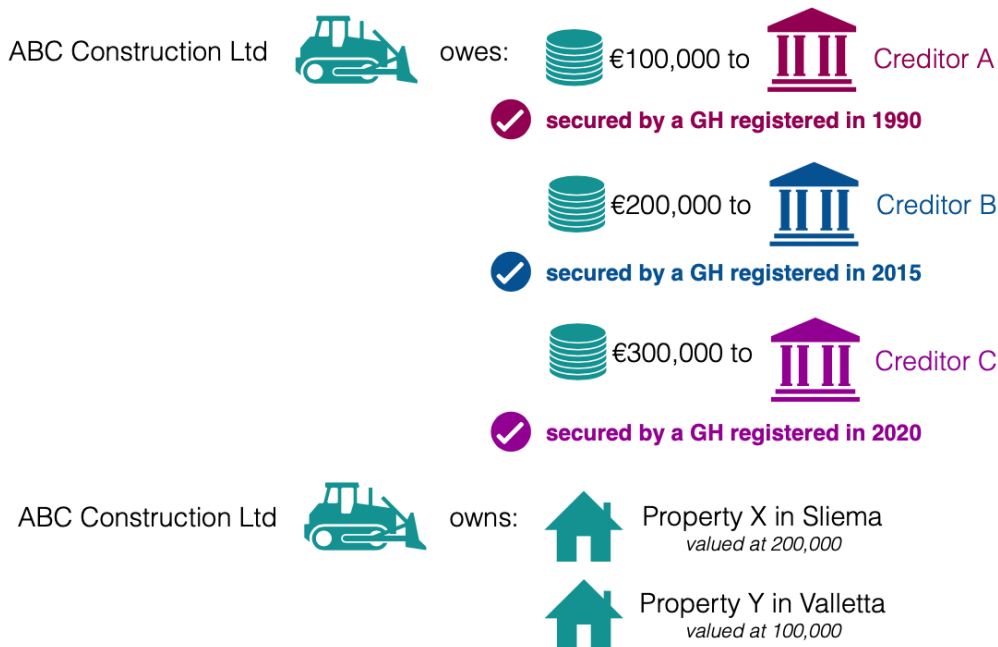 ABC Construction Ltd owes: €100,000 to Creditor A
secured by a GH registered in 1990
€200,000 to Creditor B
secured by a GH registered in 2015
€300,000 to Creditor C
secured by a GH registered in 2020
ABC Construction Ltd owns: Property X in Sliema
valued at 200,000
Property Y in Valletta
valued at 100,000